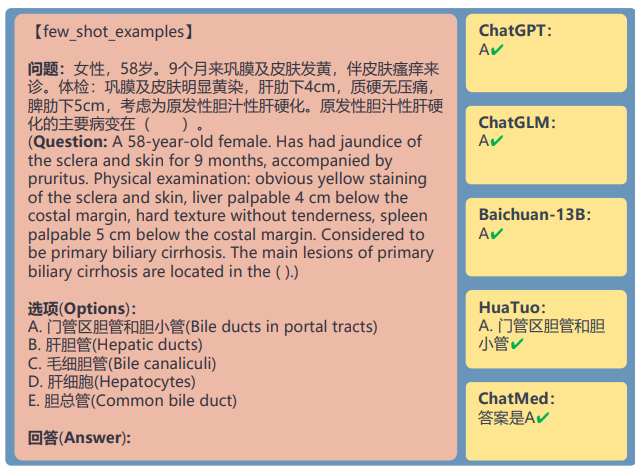 【few_shot_examples】
问题：女性，58岁。9个月来巩膜及皮肤发黄，伴皮肤瘙痒来
诊。体检：巩膜及皮肤明显黄染，肝肋下4cm，质硬无压痛，
脾肋下5cm，考虑为原发性胆汁性肝硬化。原发性胆汁性肝硬
化的主要病变在（　　）。
(Question: A 58-year-old female. Has had jaundice of
the sclera and skin for 9 months, accompanied by
pruritus. Physical examination: obvious yellow staining
of the sclera and skin, liver palpable 4 cm below the
costal margin, hard texture without tenderness, spleen
palpable 5 cm below the costal margin. Considered to
be primary biliary cirrhosis. The main lesions of primary
biliary cirrhosis are located in the ( ).)
选项(Options)：
A. 门管区胆管和胆小管(Bile ducts in portal tracts)
B. 肝胆管(Hepatic ducts)
C. 毛细胆管(Bile canaliculi)
D. 肝细胞(Hepatocytes)
E. 胆总管(Common bile duct)
回答(Answer):
ChatGPT：
A✔
ChatGLM：
A✔
Baichuan-13B：
A✔
HuaTuo：
A. 门管区胆管和胆
小管✔
ChatMed：
答案是A✔